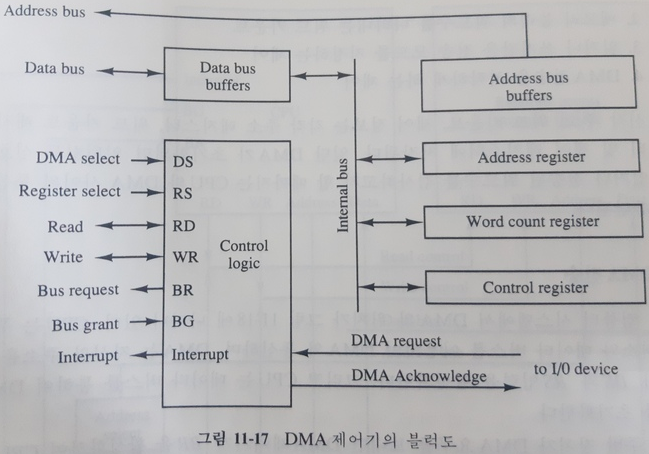 Address bus
Data bus
Data bus
buffers
Address bus
buffers
Internal bus
DMA select
DS
Address register
Register select
RS
Read
RD
Word count register
Write
WR
Control
logic
Bus request
BR
Control register
Bus grant
BG
DMA request
Interrupt
Interrupt
DMA Acknowledge
to I/0 device
그림 11-17 DMA 제어기의 블럭도